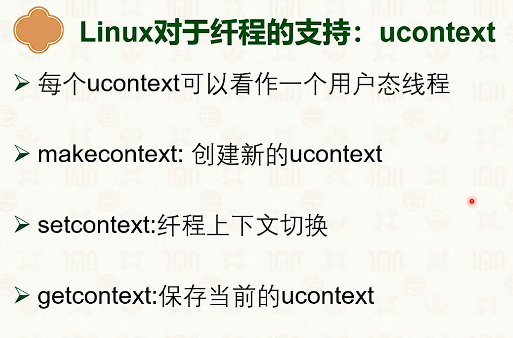 Linux对于纤程的支持：ucontext
每个ucontext可以看作一个用户态线程
makecontext: 创建新的ucontext
setcontext:纤程上下文切换
getcontext:保存当前的ucontext